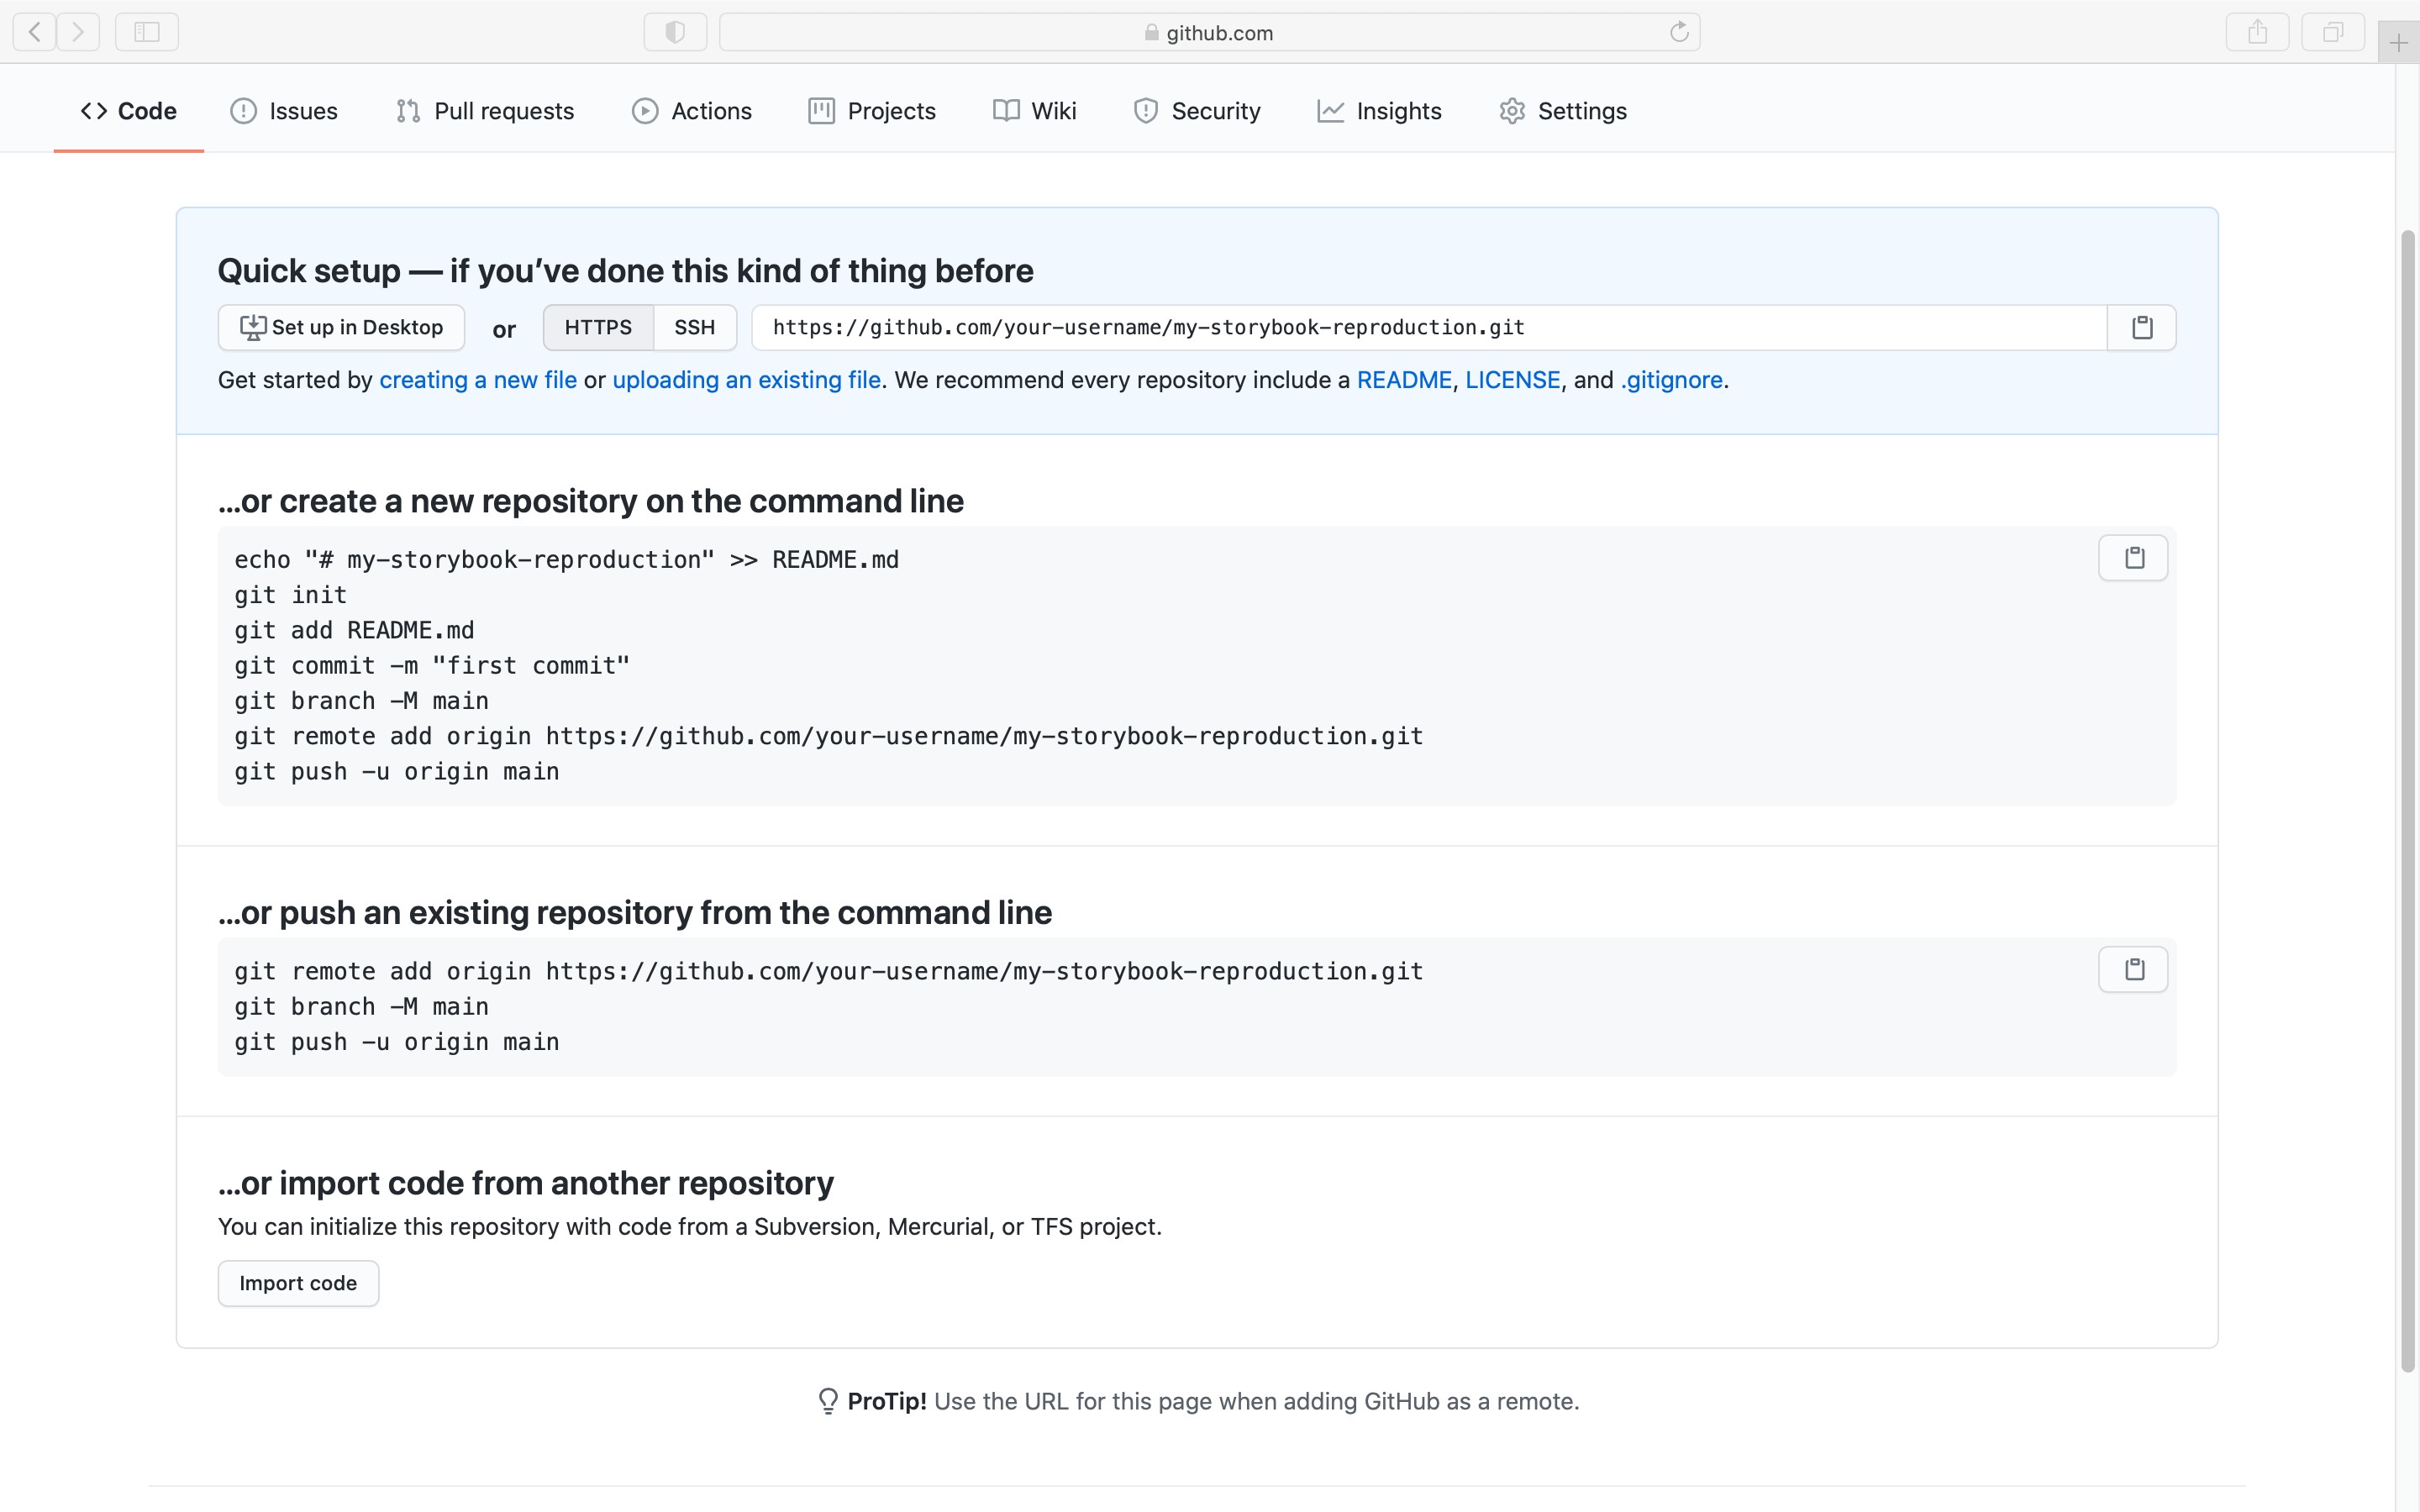 github.com
Code Issues Pull requests Actions Projects Wiki Security Insights Settings
Quick setup — if you’ve done this kind of thing before
Set up in Desktop or HTTPS SSH https://github.com/your-username/my-storybook-reproduction.git
Get started by creating a new file or uploading an existing file. We recommend every repository include a README, LICENSE, and .gitignore.
…or create a new repository on the command line
echo "# my-storybook-reproduction" >> README.md
git init
git add README.md
git commit -m "first commit"
git branch -M main
git remote add origin https://github.com/your-username/my-storybook-reproduction.git
git push -u origin main
…or push an existing repository from the command line
git remote add origin https://github.com/your-username/my-storybook-reproduction.git
git branch -M main
git push -u origin main
…or import code from another repository
You can initialize this repository with code from a Subversion, Mercurial, or TFS project.
Import code
ProTip! Use the URL for this page when adding GitHub as a remote.